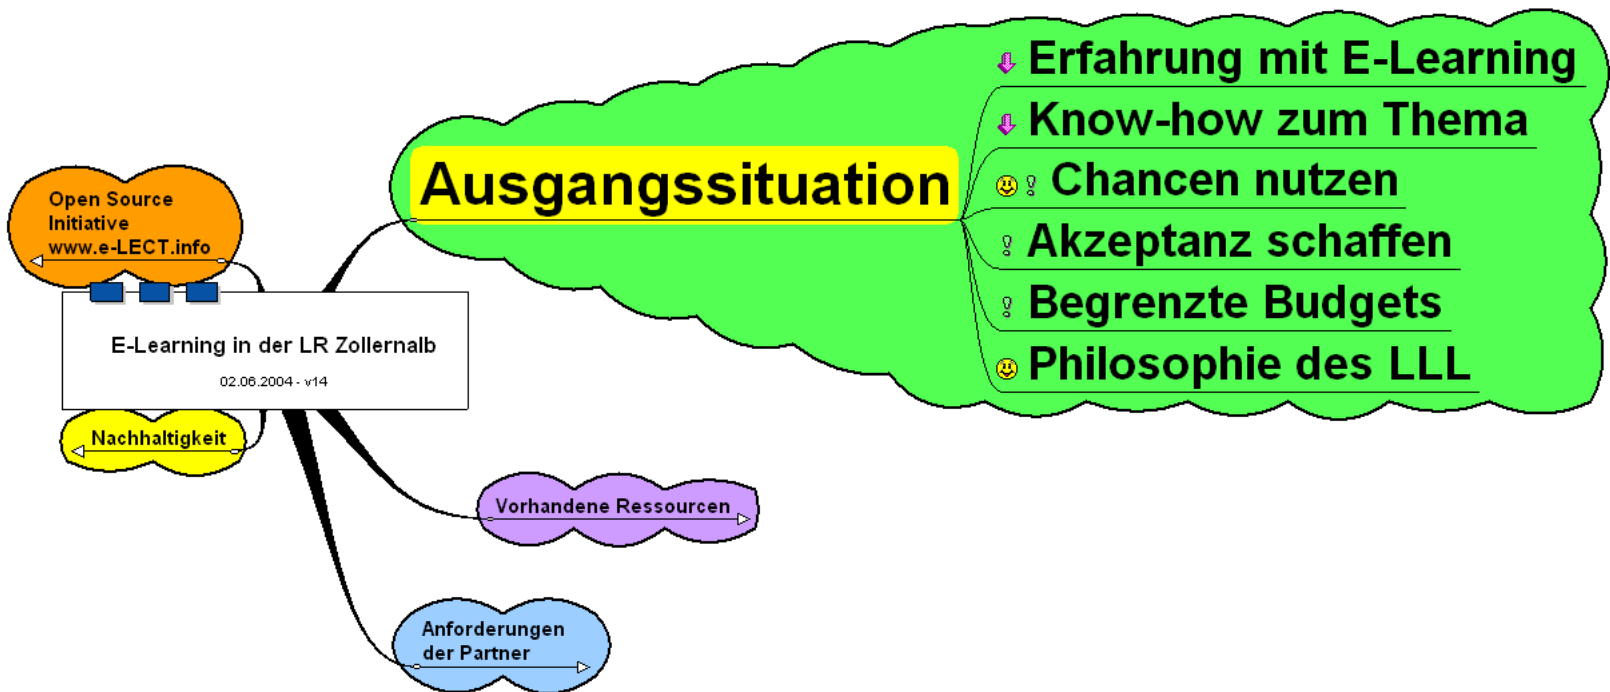 Erfahrung mit E-Learning
Know-how zum Thema
Chancen nutzen
Akzeptanz schaffen
Begrenzte Budgets
Philosophie des LLL
Ausgangssituation
Open Source
Initiative
www.e-LECT.info
E-Learning in der LR Zollernalb
02.06.2004 - v14
Nachhaltigkeit
Vorhandene Ressourcen
Anforderungen
der Partner